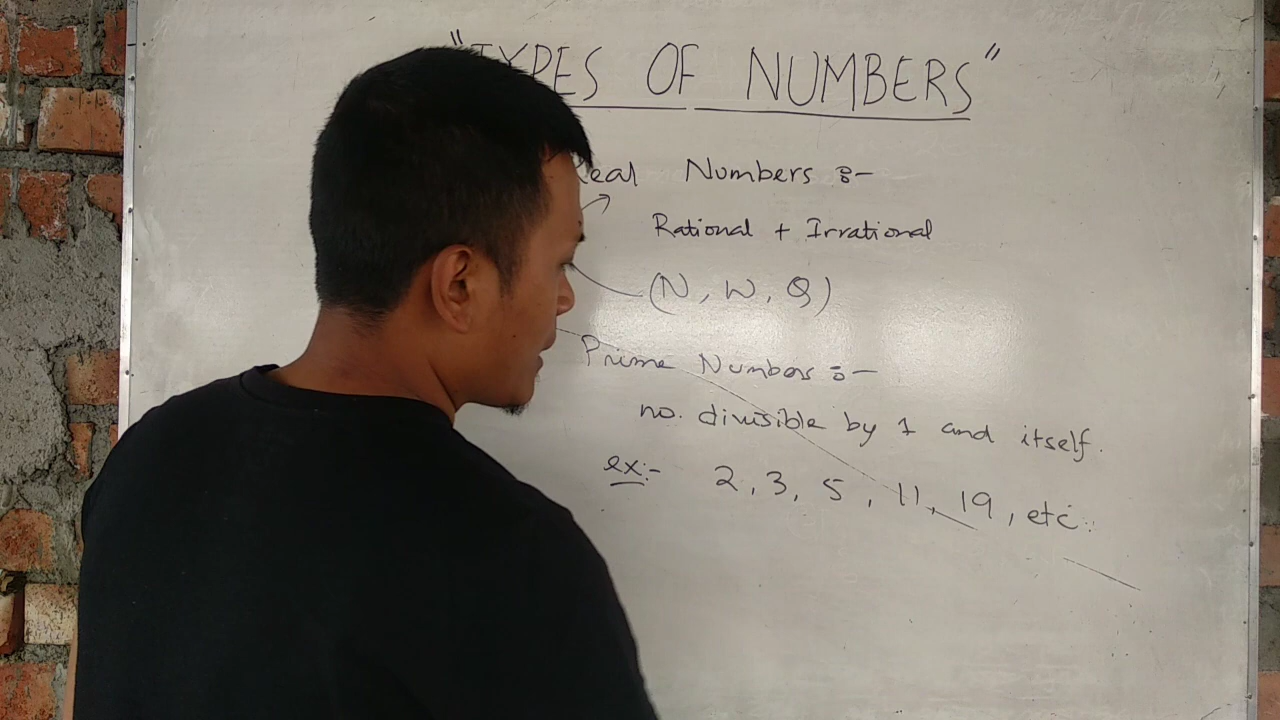 "TYPES OF NUMBERS"
Real Numbers :-
Rational + Irrational
(N, W, Q)
Prime Numbers :-
no. divisible by 1 and itself.
ex:- 2, 3, 5, 11, 19, etc.